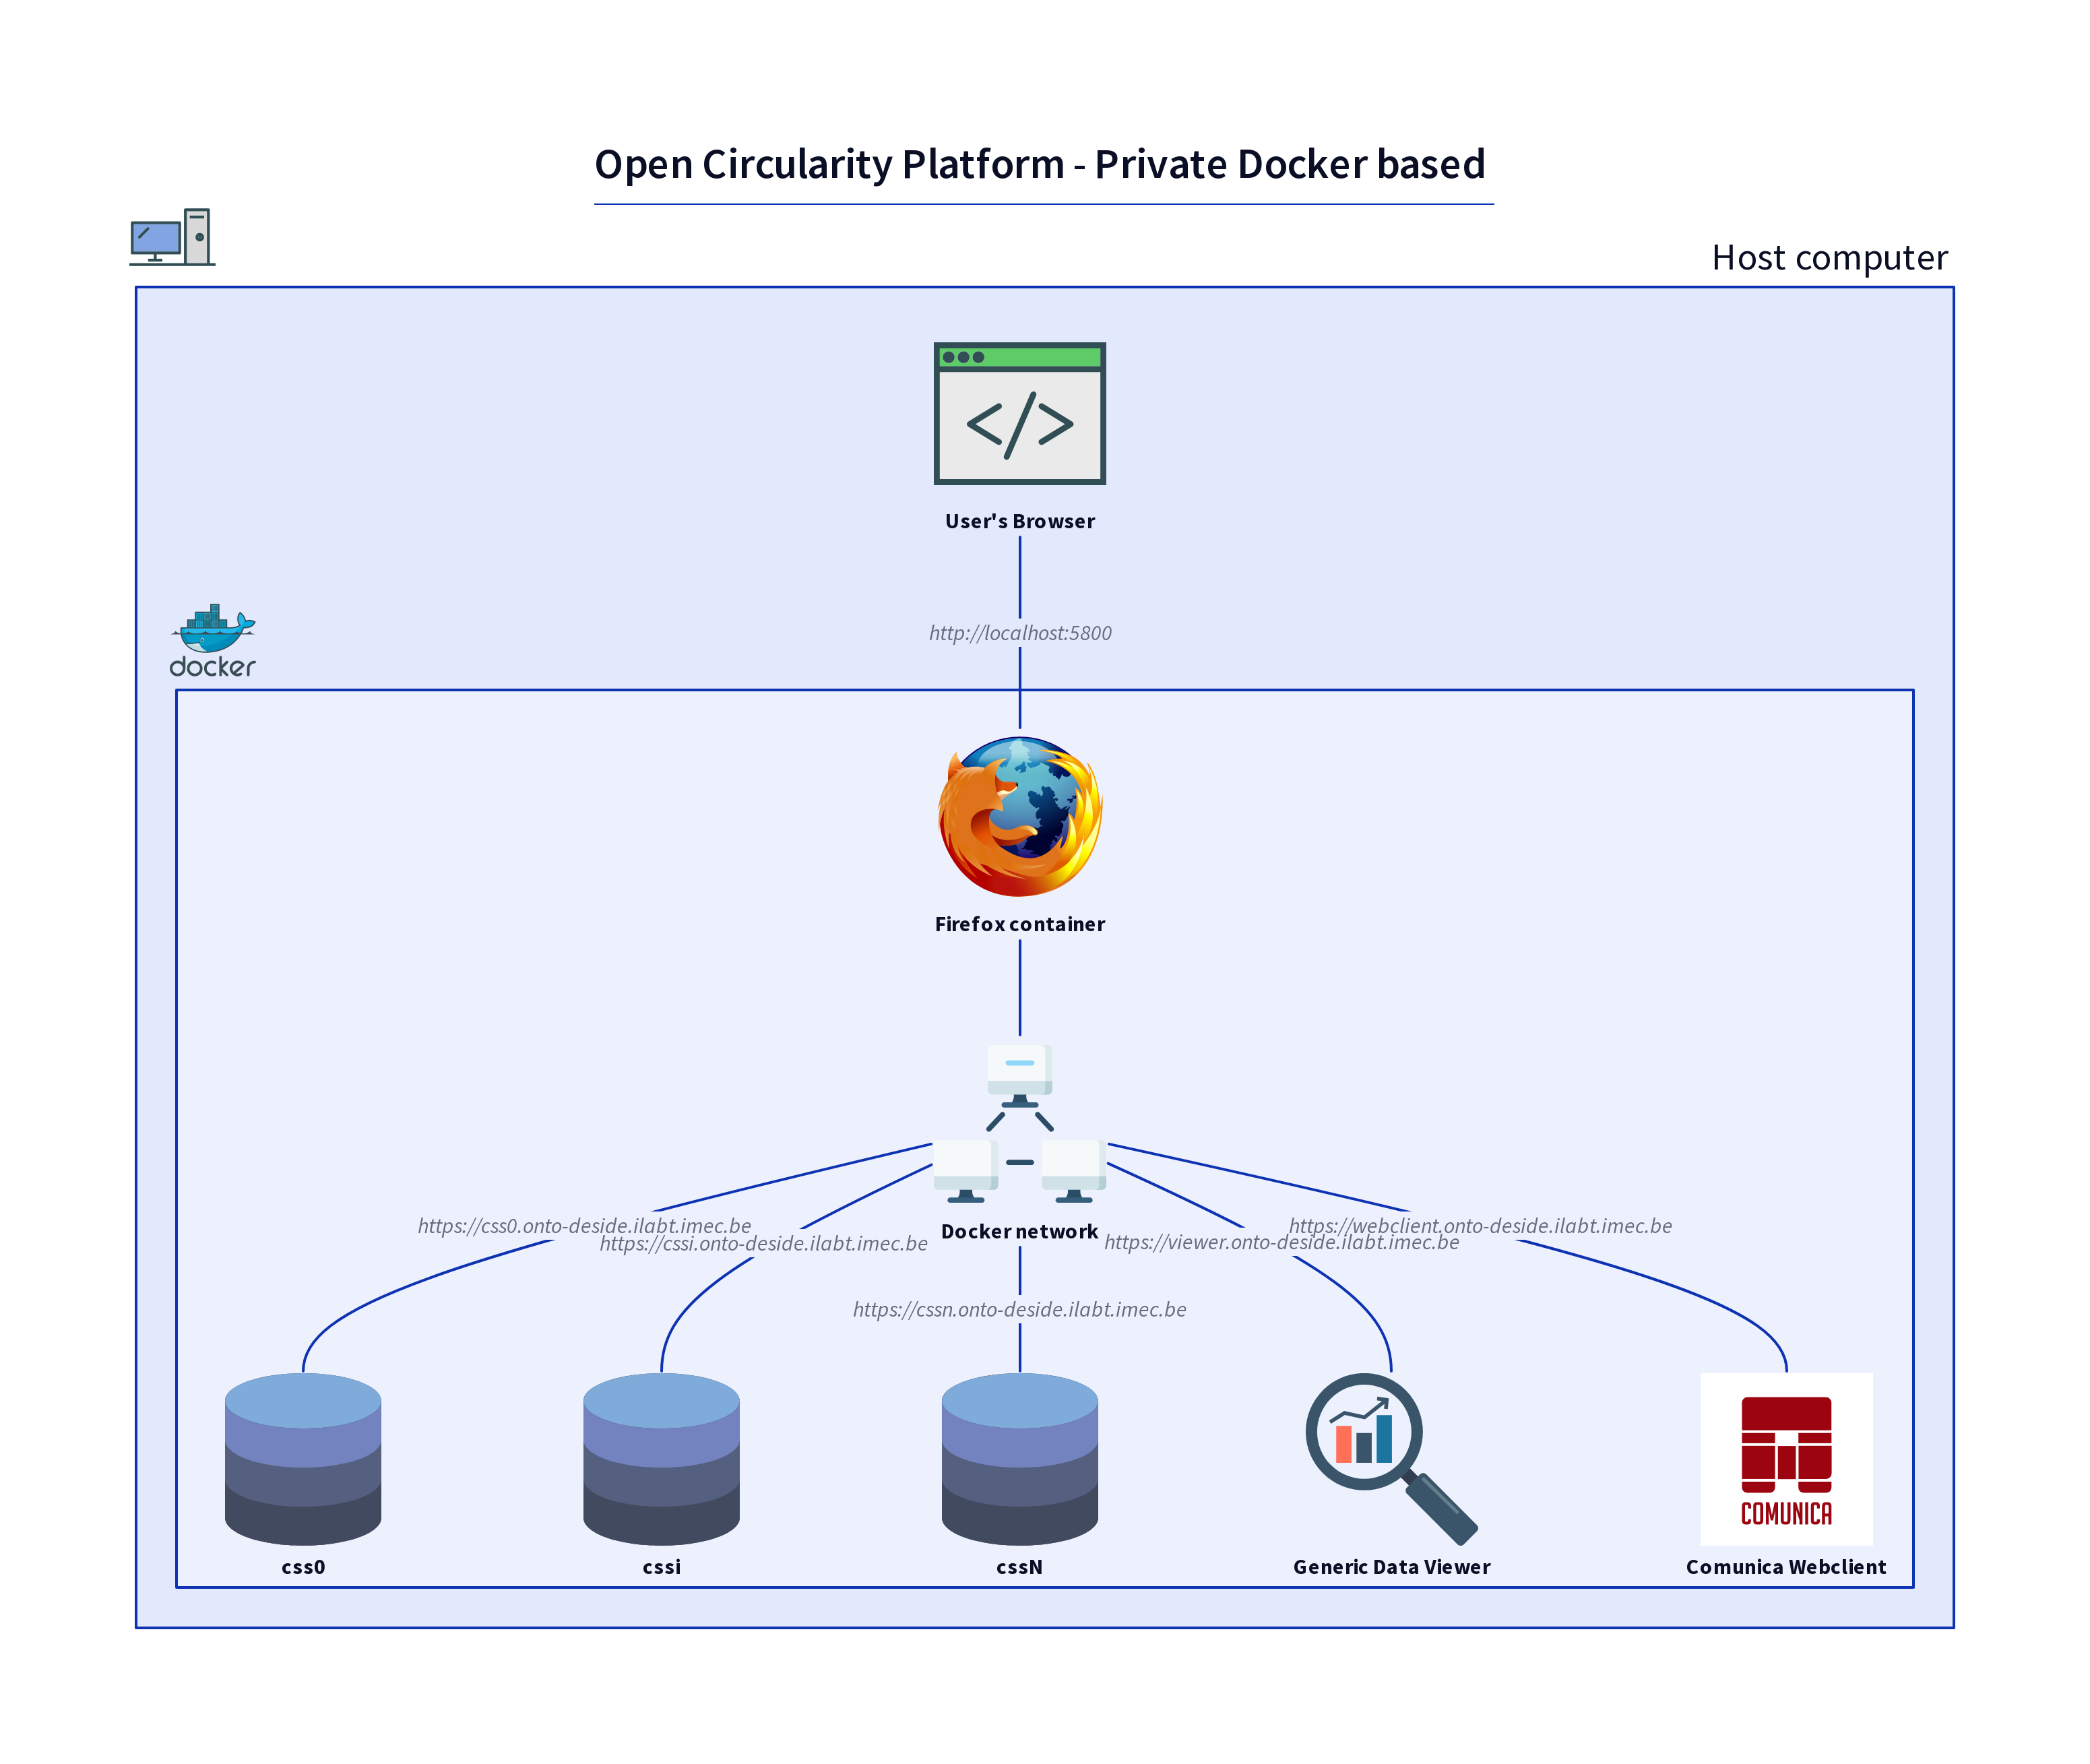 Open Circularity Platform - Private Docker based
Host computer
</>
User's Browser
http://localhost:5800
docker
Firefox container
Docker network
https://css0.onto-deside.ilabt.imec.be
https://webclient.onto-deside.ilabt.imec.be
https://cssi.onto-deside.ilabt.imec.be
https://viewer.onto-deside.ilabt.imec.be
https://cssn.onto-deside.ilabt.imec.be
COMUNICA
css0
cssi
cssN
Generic Data Viewer
Comunica Webclient